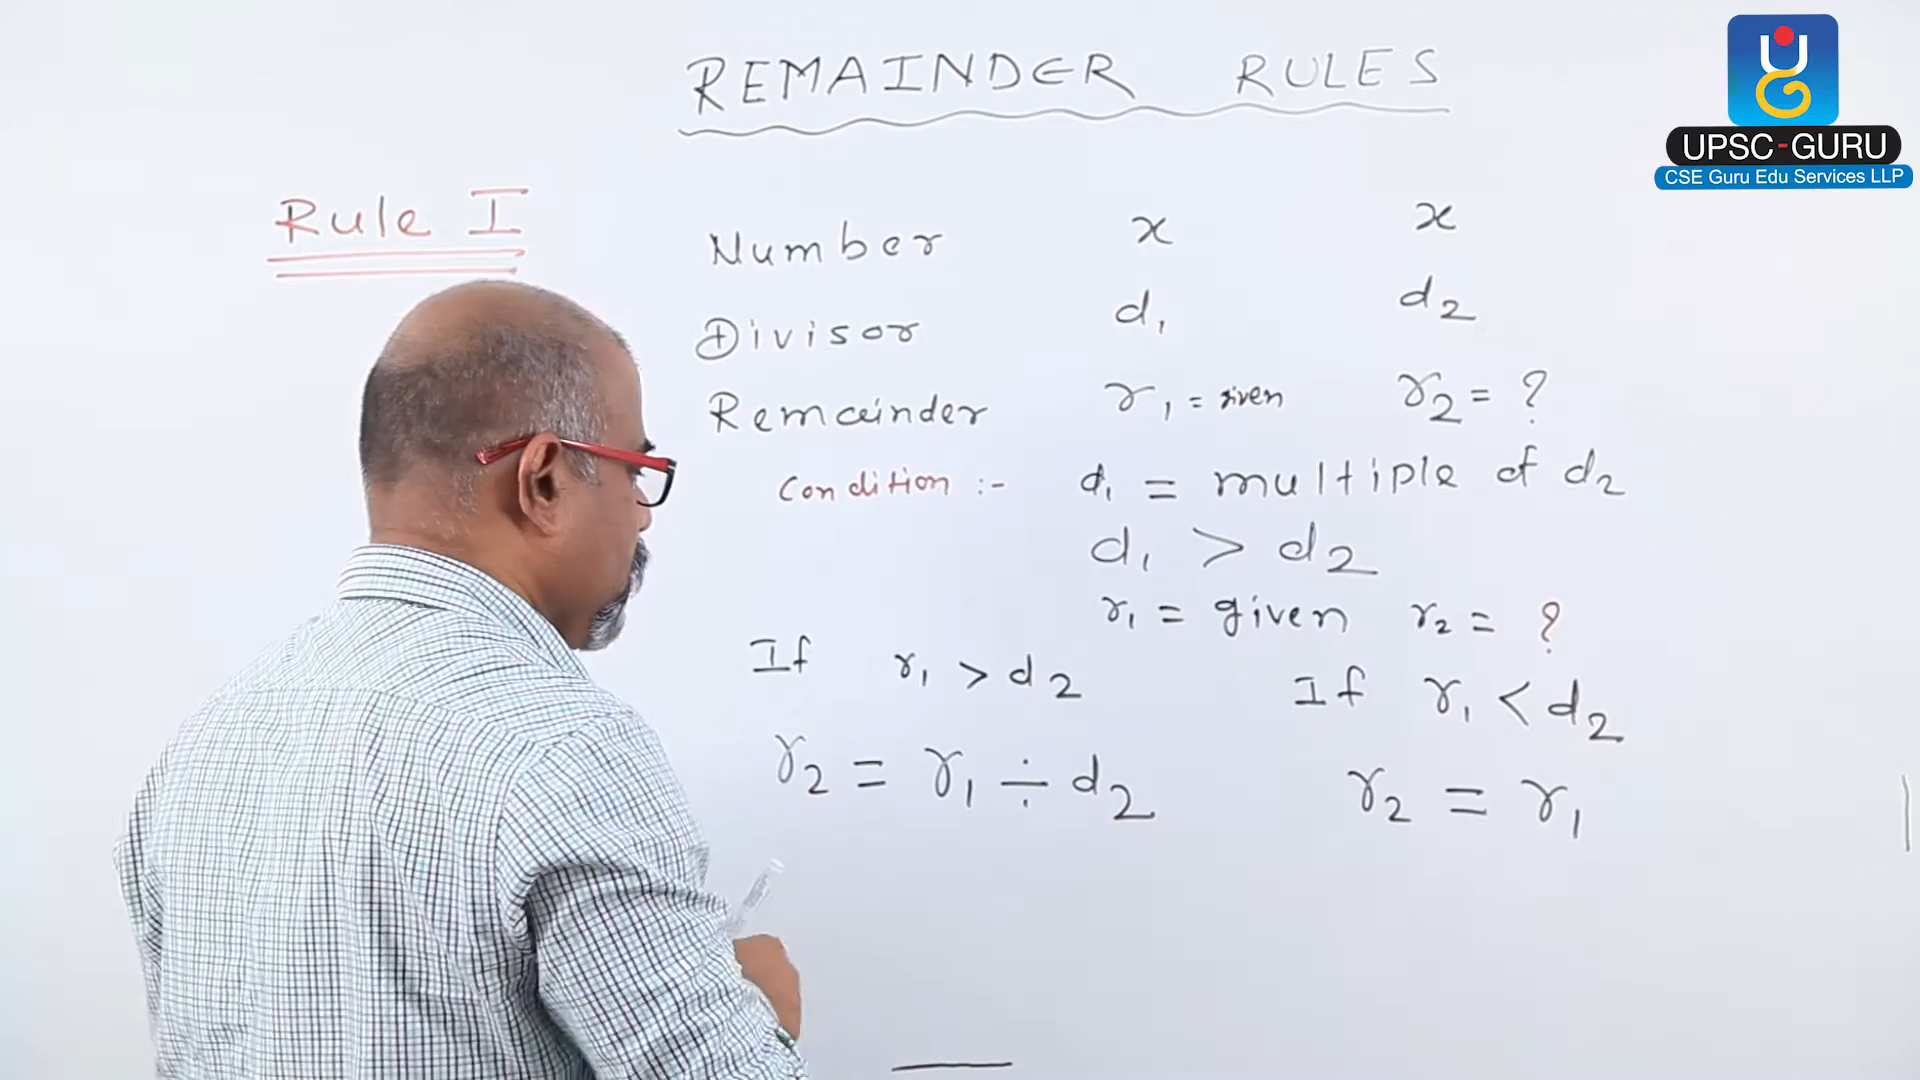 REMAINDER RULES
UPSC-GURU
CSE Guru Edu Services LLP
Rule I
Number x x
Divisor d₁ d₂
Remainder r₁ = given r₂ = ?
Condition :- d₁ = multiple of d₂
d₁ > d₂
r₁ = given r₂ = ?
If r₁ > d₂ If r₁ < d₂
r₂ = r₁ ÷ d₂ r₂ = r₁